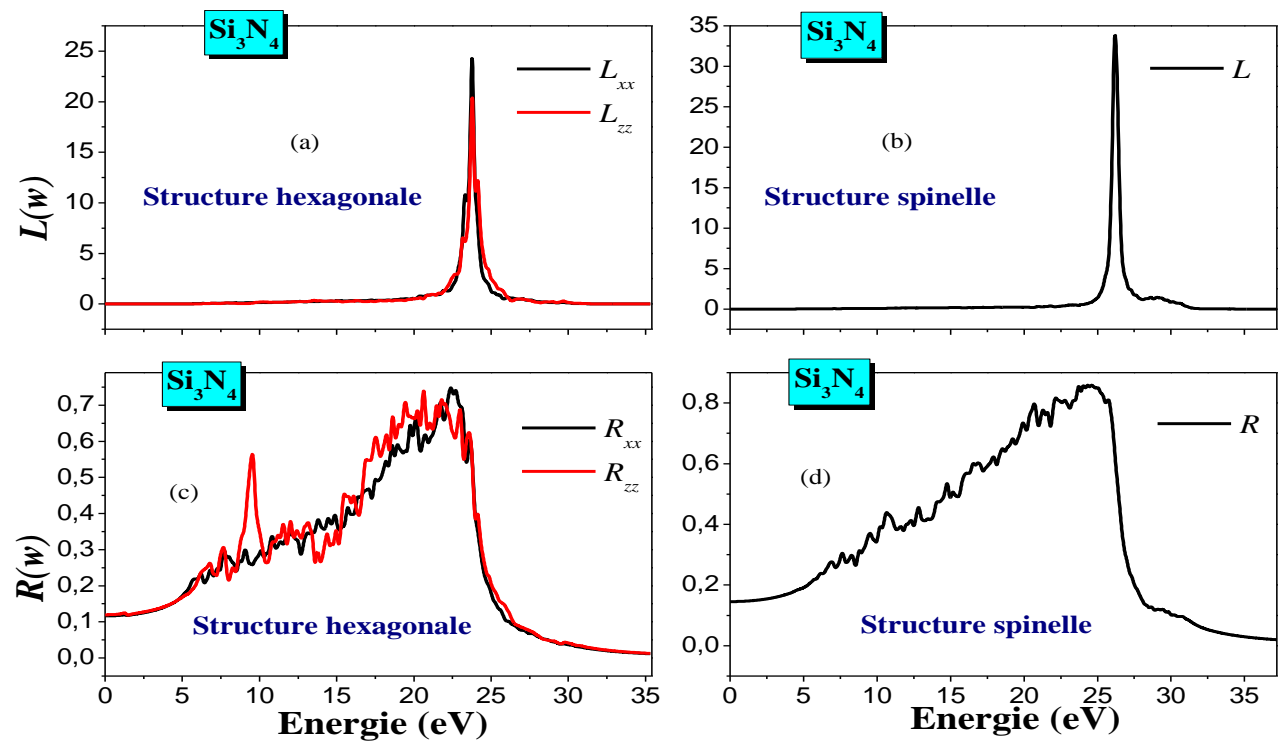 Si3N4
25
20
15
10
5
0
L(w)
Lxx
Lzz
(a)
Structure hexagonale
Si3N4
35
30
25
20
15
10
5
0
L
(b)
Structure spinelle
Si3N4
0,7
0,6
0,5
0,4
0,3
0,2
0,1
0,0
R(w)
Rxx
Rzz
(c)
Structure hexagonale
0 5 10 15 20 25 30 35
Energie (eV)
Si3N4
0,8
0,6
0,4
0,2
0,0
R
(d)
Structure spinelle
0 5 10 15 20 25 30 35
Energie (eV)